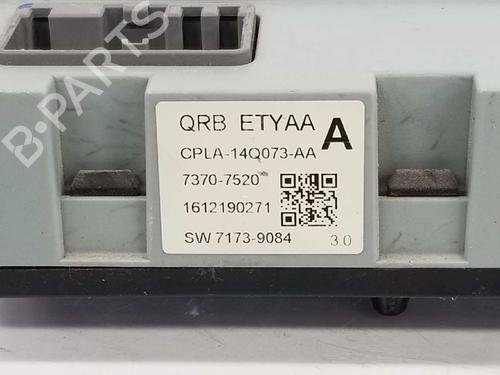 B-PARTS
QRB ETYAA A
CPLA-14Q073-AA
7370-7520
1612190271
SW 7173-9084 3.0